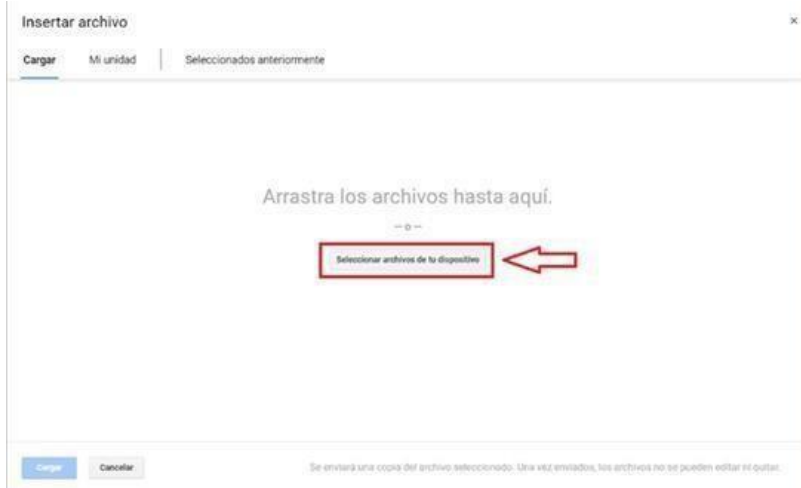 Insertar archivo
×
Cargar Mi unidad Seleccionados anteriormente
Arrastra los archivos hasta aquí.
— o —
Seleccionar archivos de tu dispositivo
Cargar Cancelar Se enviará una copia del archivo seleccionado. Una vez enviados, los archivos no se pueden editar ni quitar.